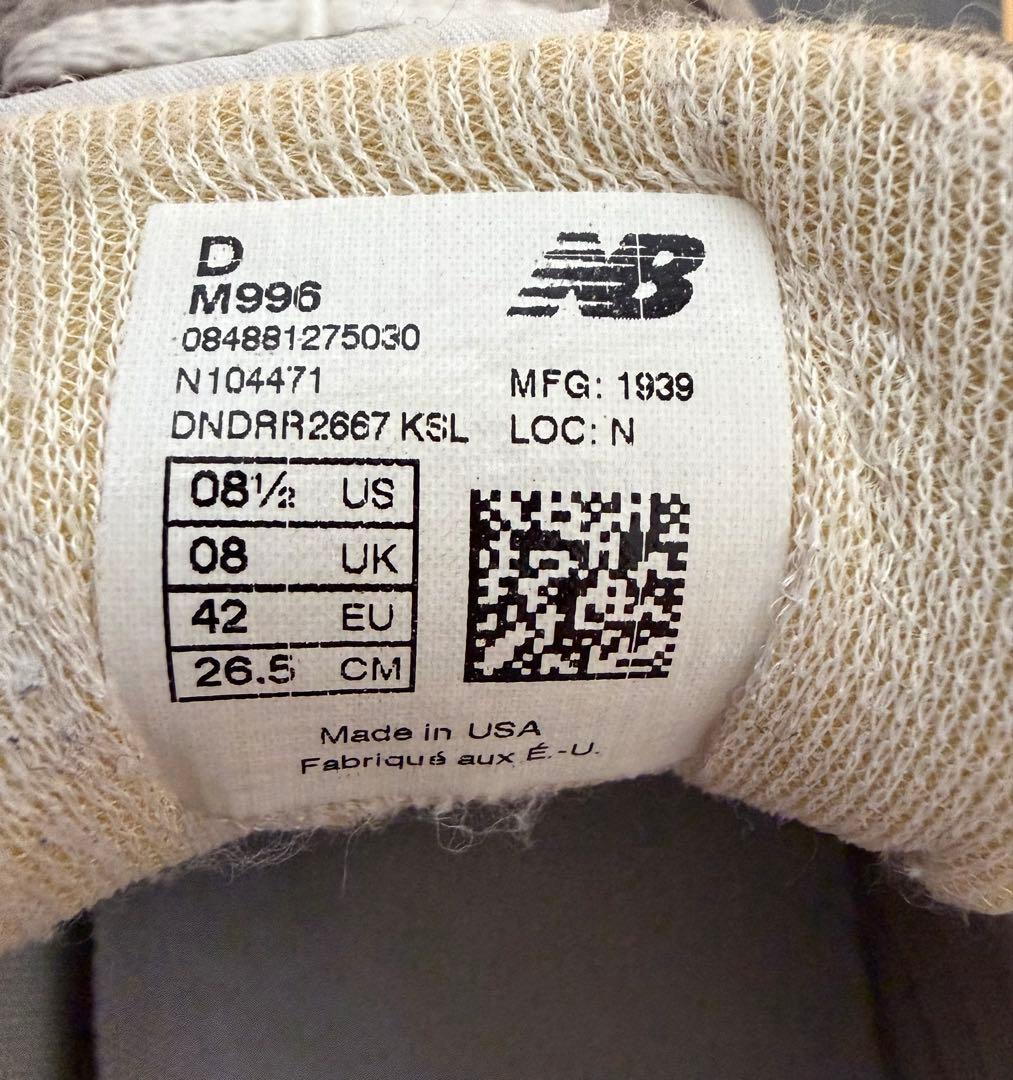 D
NB
M996
084881275030
N104471
MFG: 1939
DNDRR2667 KSL
LOC: N
08½ US
08 UK
42 EU
26.5 CM
Made in USA
Fabriqué aux É.-U.